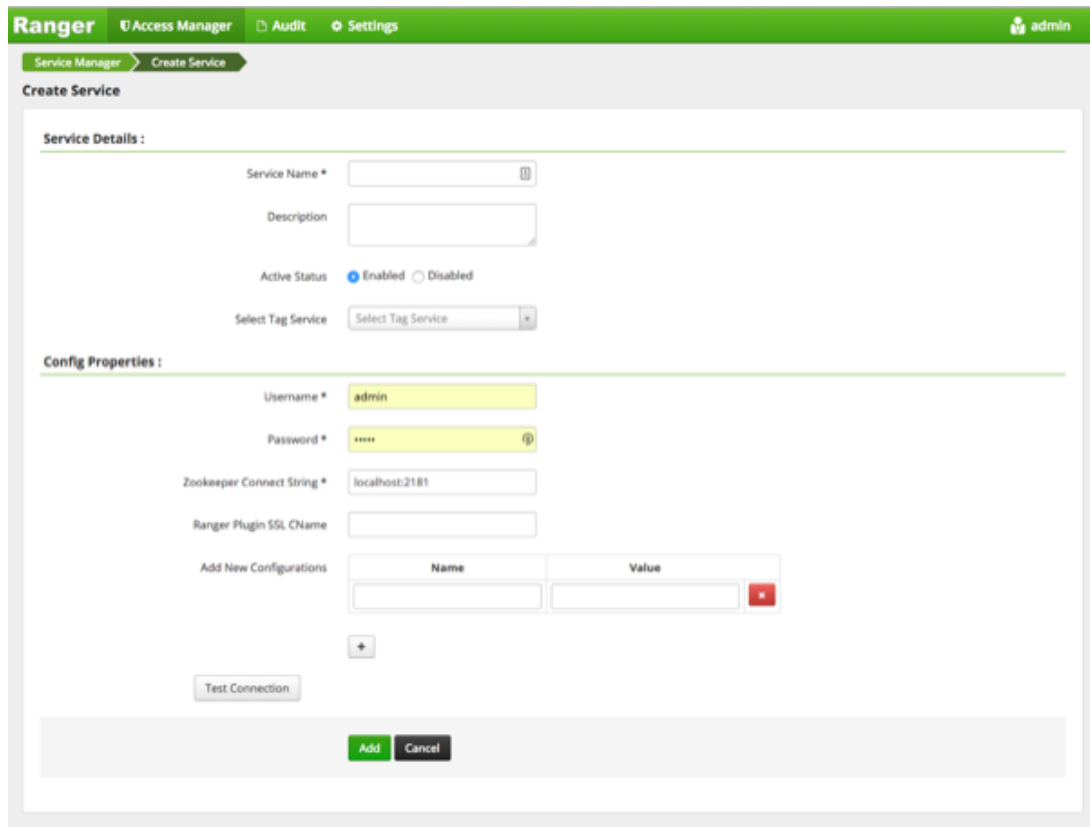 Ranger Access Manager Audit Settings admin
Service Manager Create Service
Create Service
Service Details :
Service Name *
Description
Active Status Enabled Disabled
Select Tag Service Select Tag Service
Config Properties :
Username * admin
Password * •••••
Zookeeper Connect String * localhost:2181
Ranger Plugin SSL CName
Add New Configurations Name Value
+
Test Connection
Add Cancel